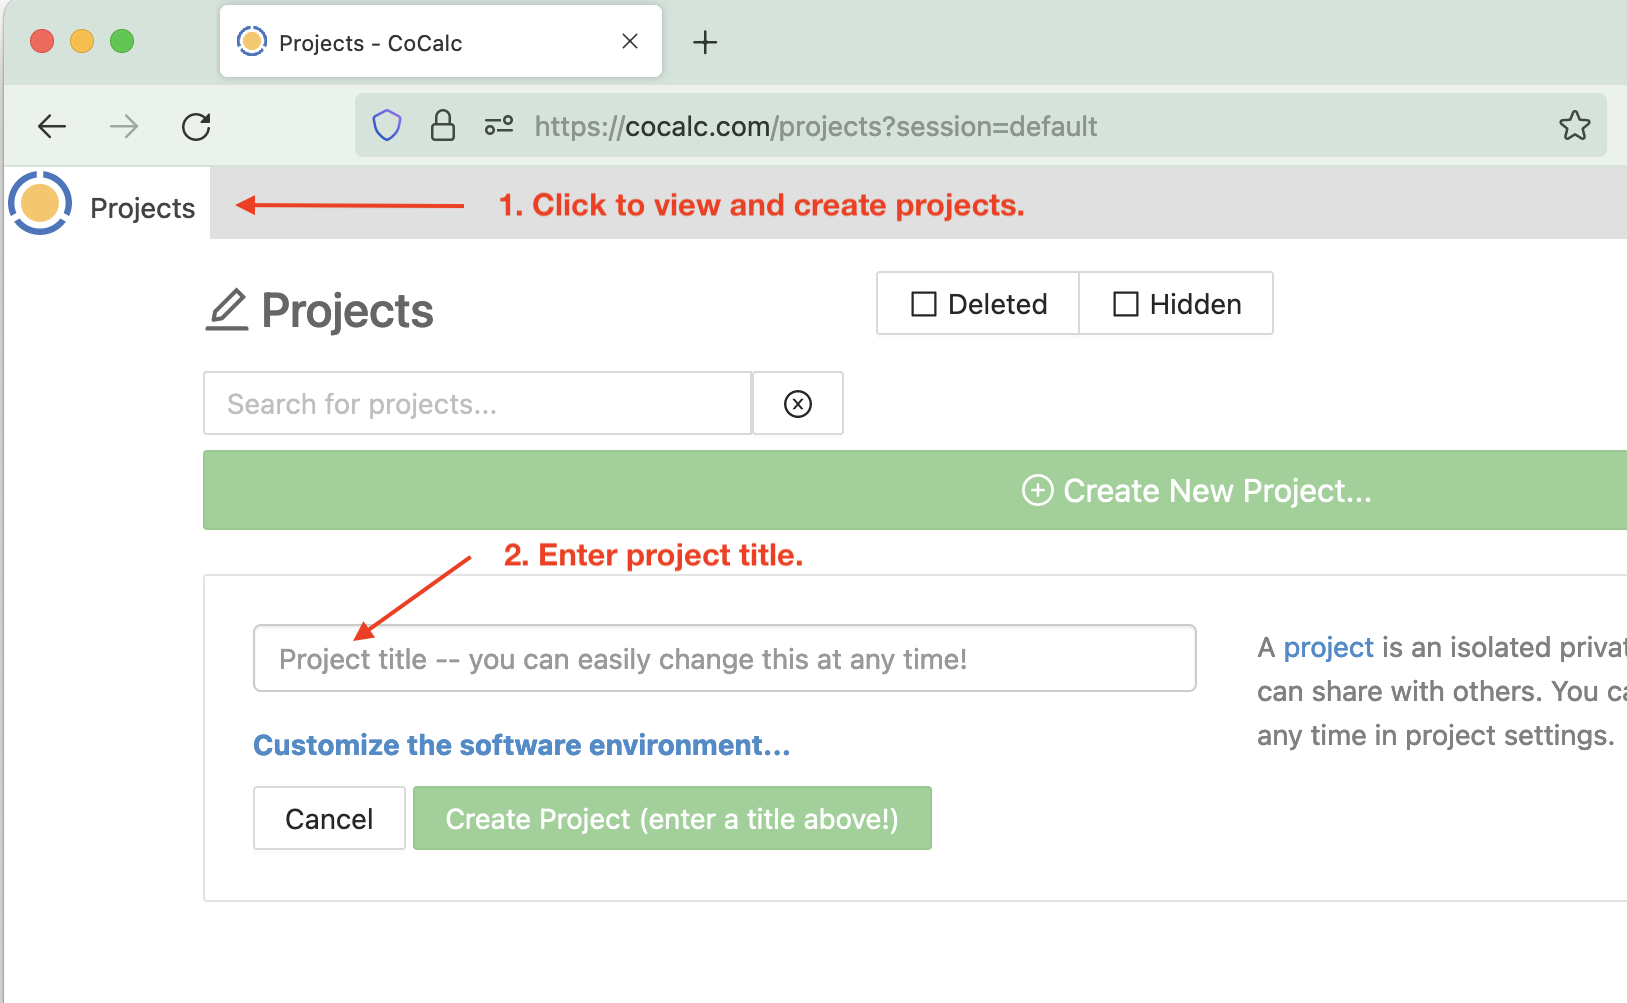 Projects - CoCalc
https://cocalc.com/projects?session=default
Projects
1. Click to view and create projects.
Projects
Deleted
Hidden
Search for projects...
Create New Project...
2. Enter project title.
Project title -- you can easily change this at any time!
A project is an isolated
can share with others. You
any time in project settings.
Customize the software environment...
Cancel
Create Project (enter a title above!)